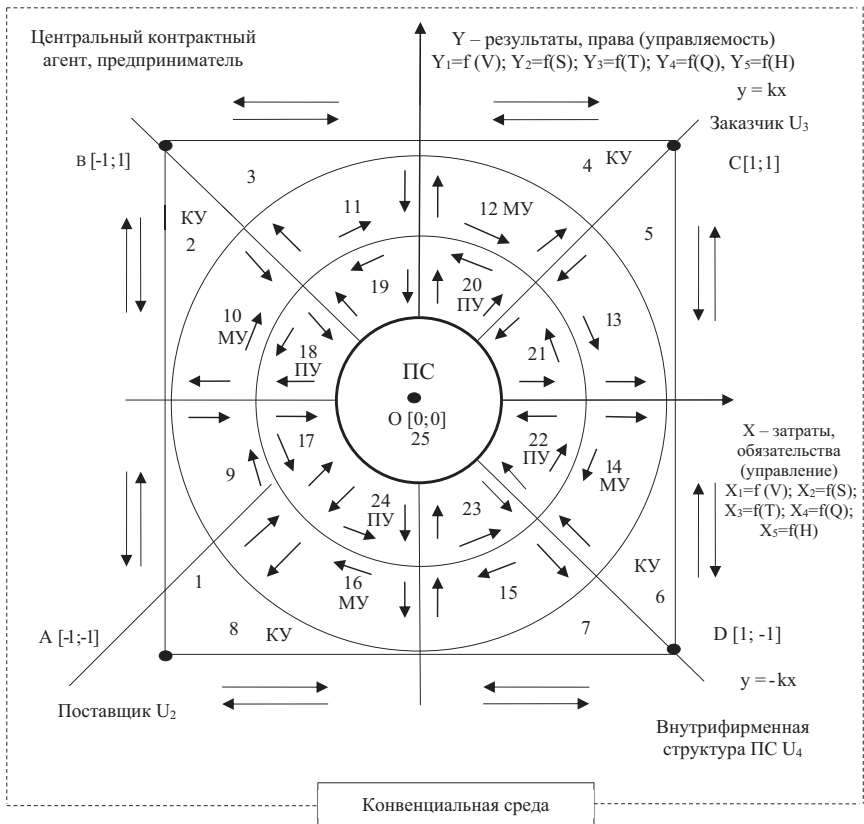 Центральный контрактный
агент, предприниматель
Y – результаты, права (управляемость)
Y₁=f (V); Y₂=f(S); Y₃=f(T); Y₄=f(Q), Y₅=f(H)
y = kx
Заказчик U₃
B [-1;1]
C[1;1]
3
4
КУ
КУ
2
11
12 МУ
5
10
МУ
19
20
ПУ
13
18
ПУ
21
ПС
O [0;0]
25
17
22
ПУ
9
14
МУ
X – затраты,
обязательства
(управление)
X₁=f (V); X₂=f(S);
X₃=f(T); X₄=f(Q);
X₅=f(H)
24
ПУ
23
1
16
МУ
15
КУ
6
8
КУ
7
A [-1;-1]
D [1; -1]
y = -kx
Поставщик U₂
Внутрифирменная
структура ПС U₄
Конвенциальная среда